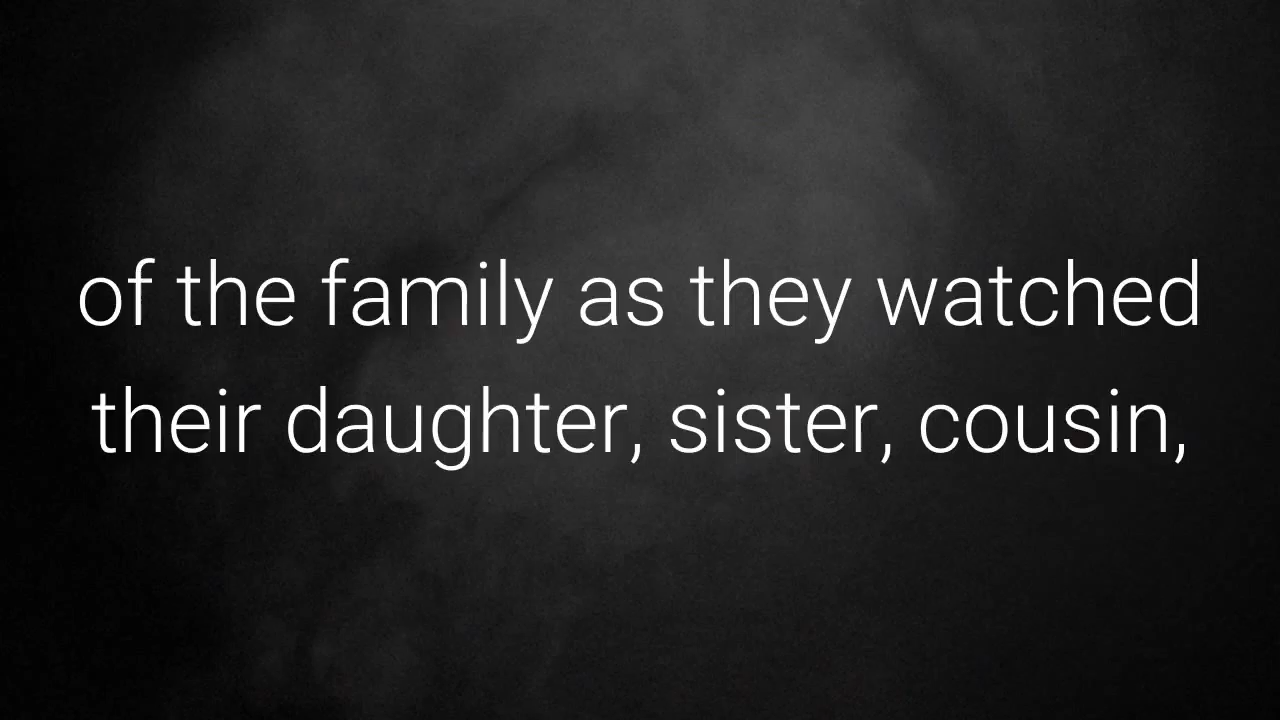 of the family as they watched
their daughter, sister, cousin,